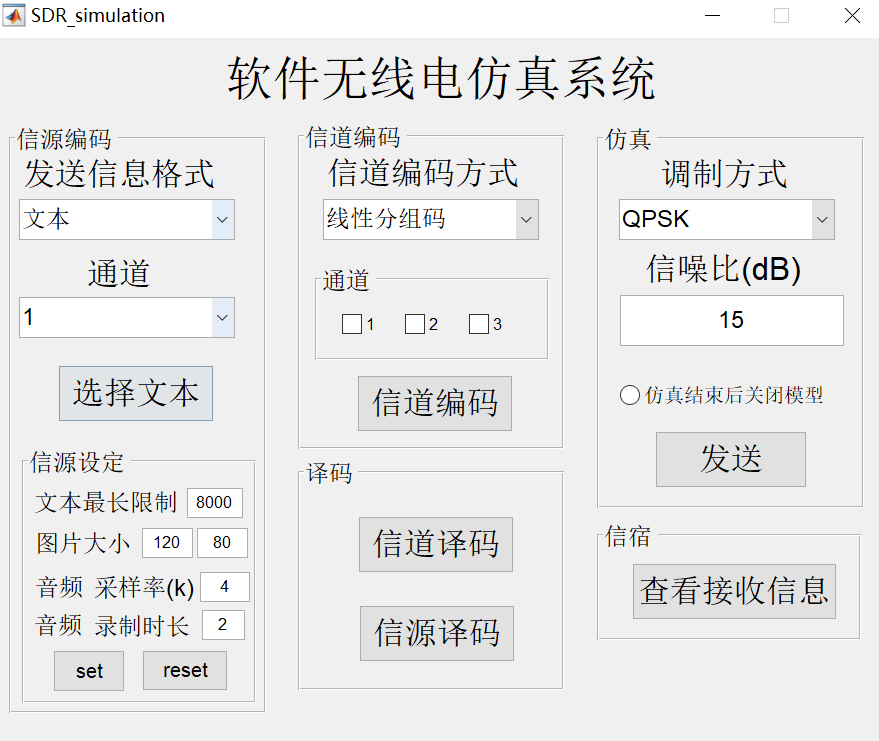 SDR_simulation
软件无线电仿真系统
信源编码
发送信息格式
文本
通道
1
选择文本
信源设定
文本最长限制 8000
图片大小 120 80
音频 采样率(k) 4
音频 录制时长 2
set reset
信道编码
信道编码方式
线性分组码
通道
1 2 3
信道编码
译码
信道译码
信源译码
仿真
调制方式
QPSK
信噪比(dB)
15
仿真结束后关闭模型
发送
信宿
查看接收信息